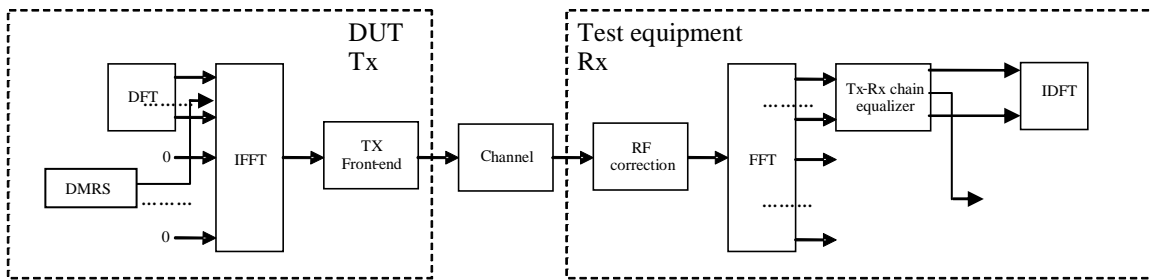 DUT
Tx
Test equipment
Rx
DFT
………
IFFT
TX
Front-end
Channel
RF
correction
FFT
………
Tx-Rx chain
equalizer
IDFT
0
DMRS
………
………
0